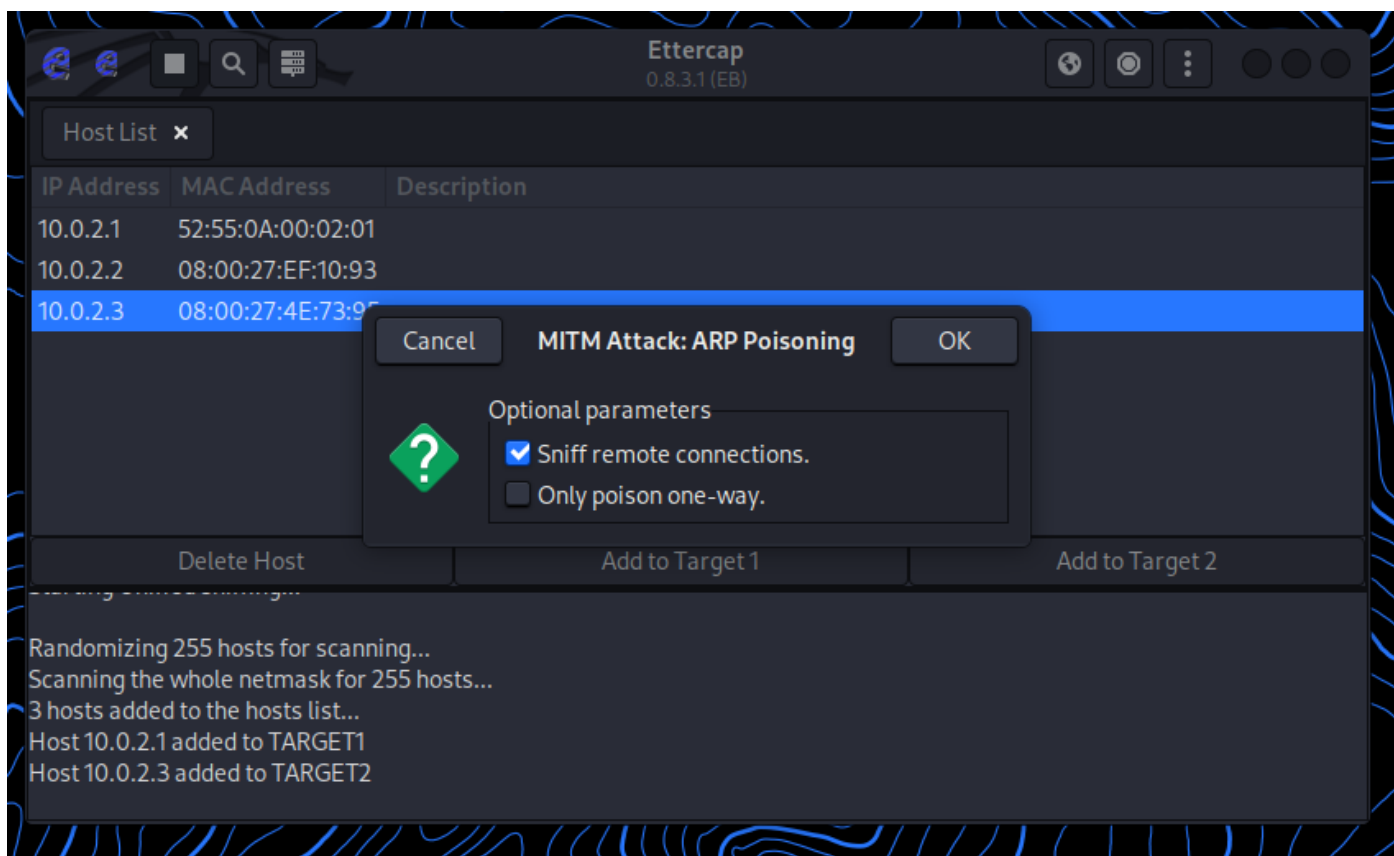 Ettercap
0.8.3.1 (EB)
Host List
IP Address MAC Address Description
10.0.2.1 52:55:0A:00:02:01
10.0.2.2 08:00:27:EF:10:93
10.0.2.3 08:00:27:4E:73:
Cancel MITM Attack: ARP Poisoning OK
Optional parameters
Sniff remote connections.
Only poison one-way.
Delete Host Add to Target 1 Add to Target 2
Randomizing 255 hosts for scanning...
Scanning the whole netmask for 255 hosts...
3 hosts added to the hosts list...
Host 10.0.2.1 added to TARGET1
Host 10.0.2.3 added to TARGET2